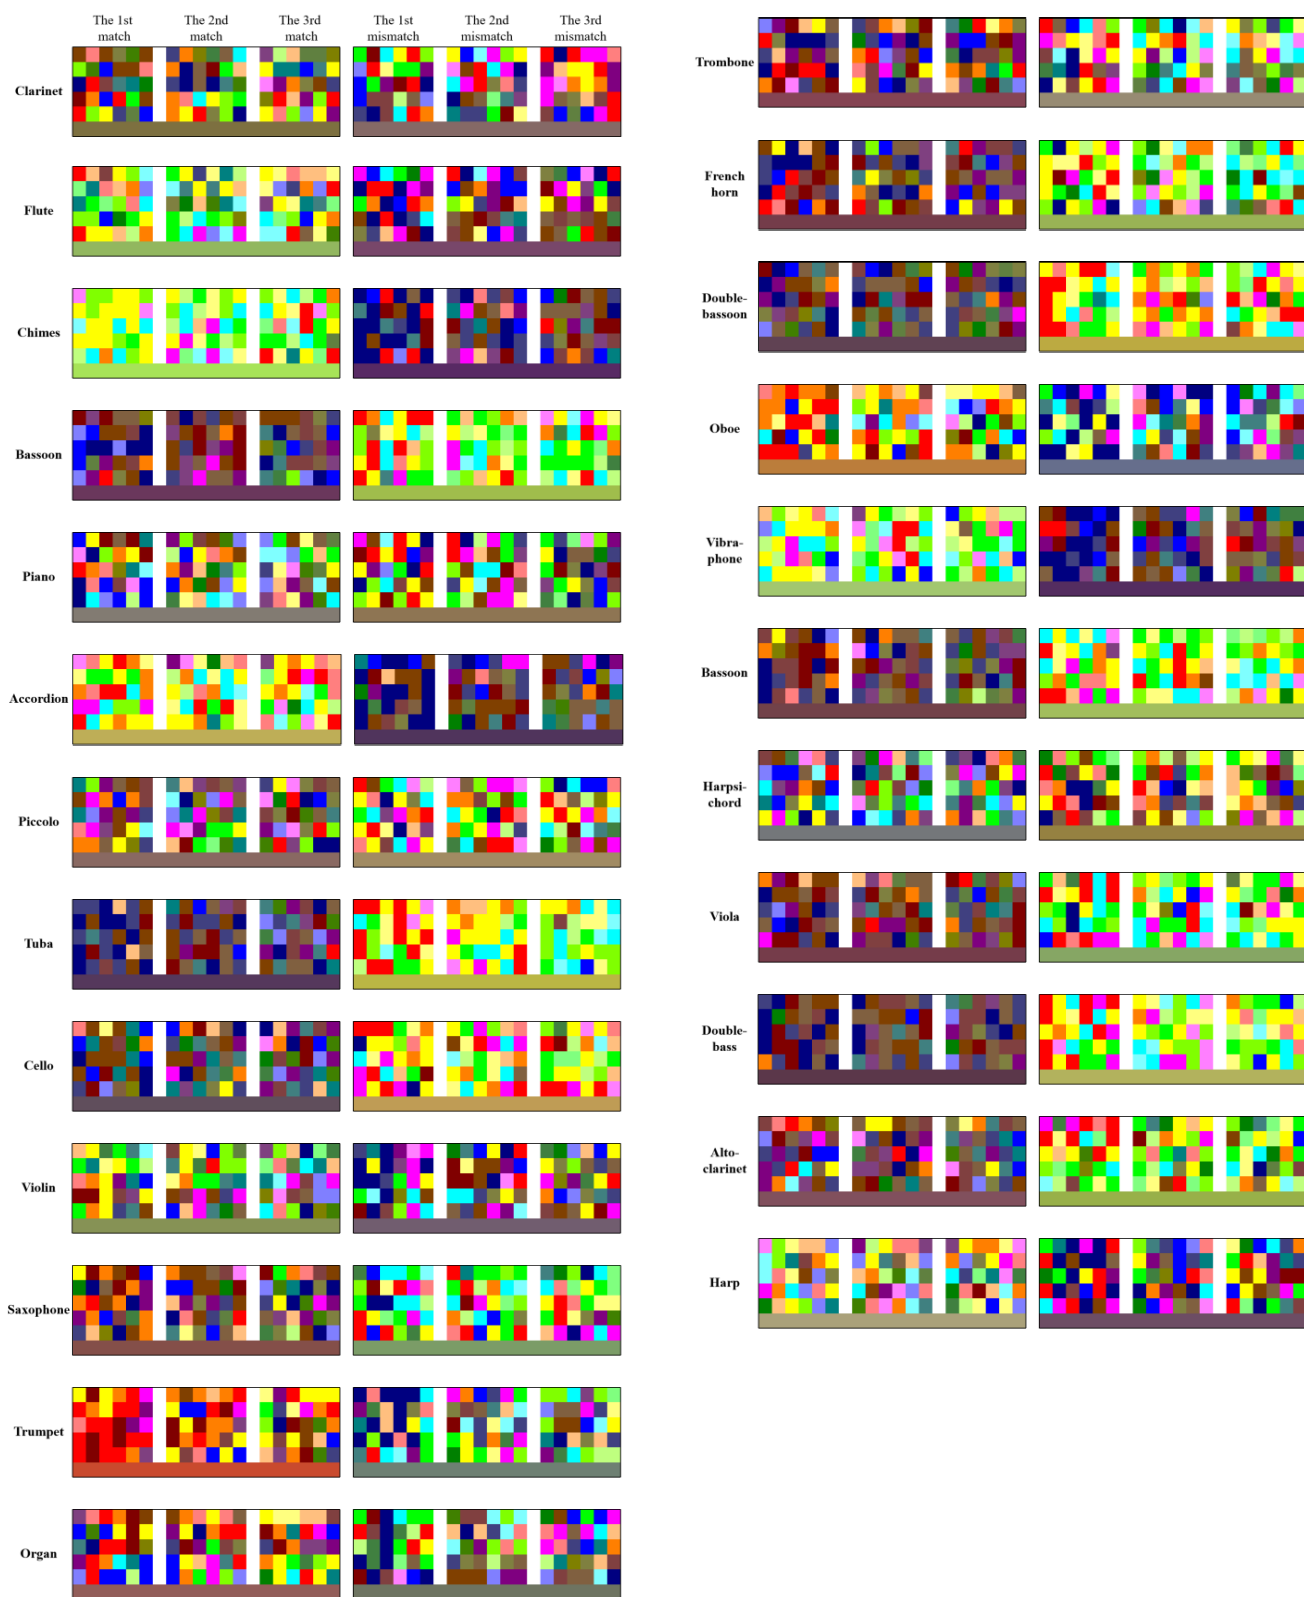 The 1st
match
The 2nd
match
The 3rd
match
The 1st
mismatch
The 2nd
mismatch
The 3rd
mismatch
Clarinet
Flute
Chimes
Bassoon
Piano
Accordion
Piccolo
Tuba
Cello
Violin
Saxophone
Trumpet
Organ
Trombone
French
horn
Double-
bassoon
Oboe
Vibra-
phone
Bassoon
Harpsi-
chord
Viola
Double-
bass
Alto-
clarinet
Harp